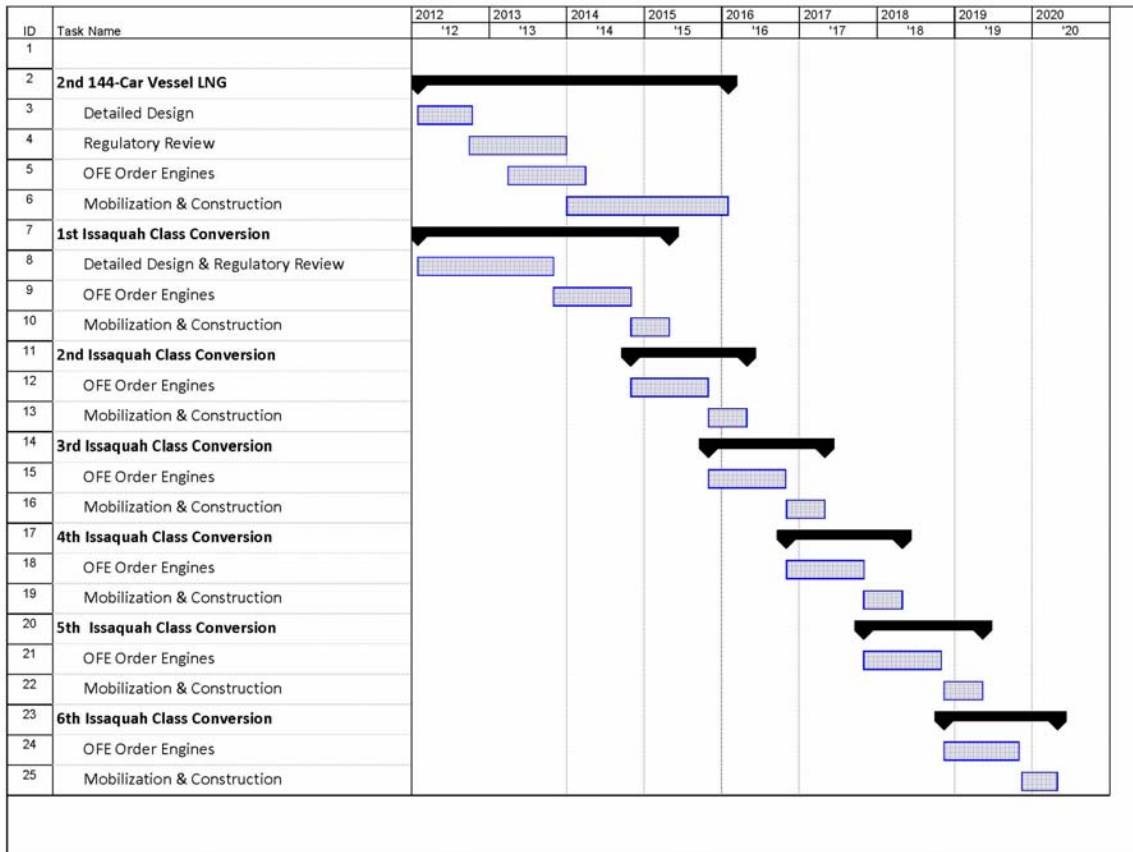 2012 2013 2014 2015 2016 2017 2018 2019 2020
ID Task Name '12 '13 '14 '15 '16 '17 '18 '19 '20
1
2 2nd 144-Car Vessel LNG
3 Detailed Design
4 Regulatory Review
5 OFE Order Engines
6 Mobilization & Construction
7 1st Issaquah Class Conversion
8 Detailed Design & Regulatory Review
9 OFE Order Engines
10 Mobilization & Construction
11 2nd Issaquah Class Conversion
12 OFE Order Engines
13 Mobilization & Construction
14 3rd Issaquah Class Conversion
15 OFE Order Engines
16 Mobilization & Construction
17 4th Issaquah Class Conversion
18 OFE Order Engines
19 Mobilization & Construction
20 5th Issaquah Class Conversion
21 OFE Order Engines
22 Mobilization & Construction
23 6th Issaquah Class Conversion
24 OFE Order Engines
25 Mobilization & Construction